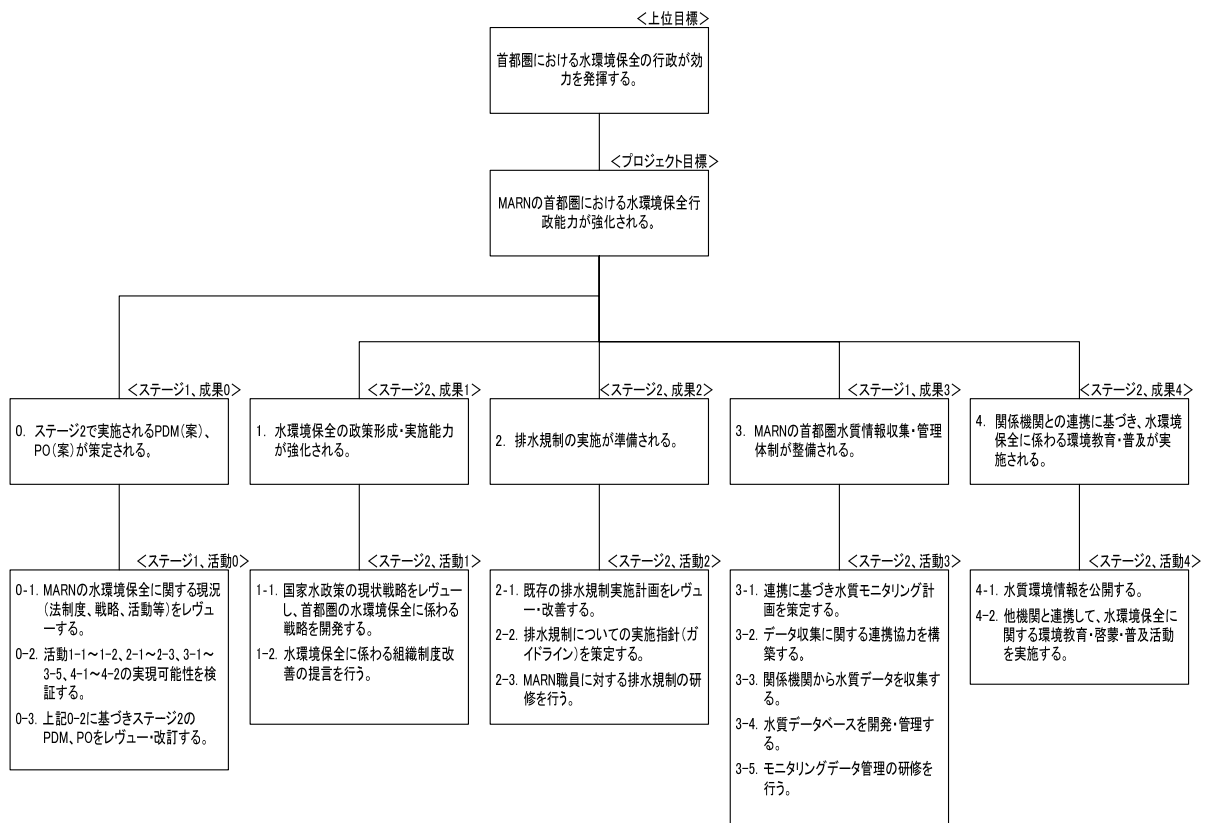 <上位目標>
首都圏における水環境保全の行政が効
力を発揮する。
<プロジェクト目標>
MARNの首都圏における水環境保全行
政能力が強化される。
<ステージ1、成果0>
0. ステージ2で実施されるPDM(案)、
PO(案)が策定される。
<ステージ2、成果1>
1. 水環境保全の政策形成・実施能力
が強化される。
<ステージ2、成果2>
2. 排水規制の実施が準備される。
<ステージ1、成果3>
3. MARNの首都圏水質情報収集・管理
体制が整備される。
<ステージ2、成果4>
4. 関係機関との連携に基づき、水環境
保全に係わる環境教育・普及が実
施される。
<ステージ1、活動0>
0-1. MARNの水環境保全に関する現況
(法制度、戦略、活動等)をレヴュ
ーする。
0-2. 活動1-1~1-2、2-1~2-3、3-1~
3-5、4-1~4-2の実現可能性を検
証する。
0-3. 上記0-2に基づきステージ2の
PDM、POをレヴュー・改訂する。
<ステージ2、活動1>
1-1. 国家水政策の現状戦略をレヴュー
し、首都圏の水環境保全に係わる
戦略を開発する。
1-2. 水環境保全に係わる組織制度改
善の提言を行う。
<ステージ2、活動2>
2-1. 既存の排水規制実施計画をレヴュ
ー・改善する。
2-2. 排水規制についての実施指針(ガ
イドライン)を策定する。
2-3. MARN職員に対する排水規制の研
修を行う。
<ステージ2、活動3>
3-1. 連携に基づき水質モニタリング計
画を策定する。
3-2. データ収集に関する連携協力を構
築する。
3-3. 関係機関から水質データを収集す
る。
3-4. 水質データベースを開発・管理す
る。
3-5. モニタリングデータ管理の研修を
行う。
<ステージ2、活動4>
4-1. 水質環境情報を公開する。
4-2. 他機関と連携して、水環境保全に
関する環境教育・啓蒙・普及活動
を実施する。